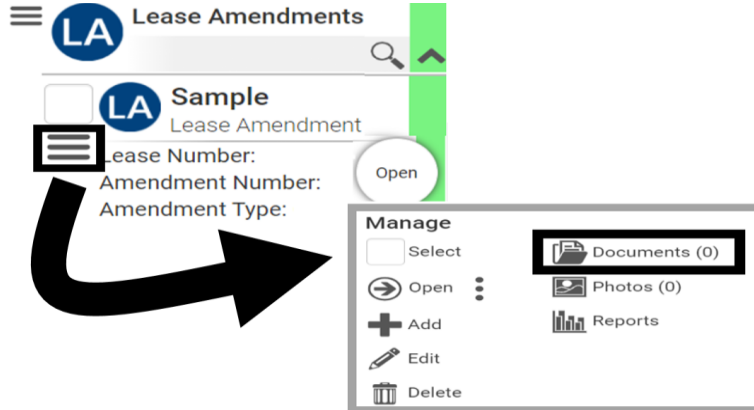 LA Lease Amendments
LA Sample
Lease Amendment
Lease Number:
Amendment Number:
Amendment Type:
Open
Manage
Select
Open
Add
Edit
Delete
Documents (0)
Photos (0)
Reports